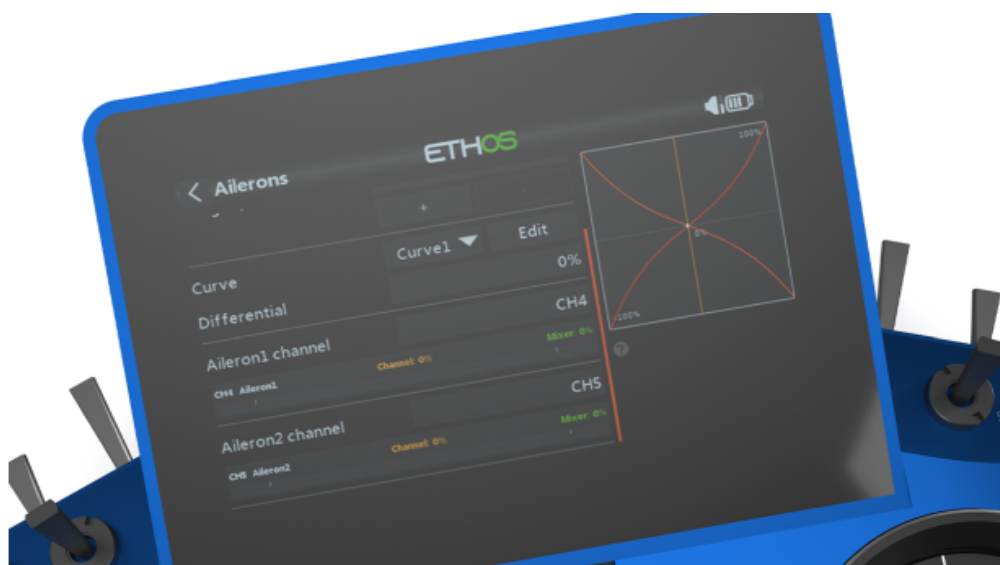 ETHOS
Ailerons
+
Curve
Curve1
Edit
Differential
0%
Aileron1 channel
CH4
CH4 Aileron1
Channel: 0%
Mixer: 0%
Aileron2 channel
CH5
CH5 Aileron2
Channel: 0%
Mixer: 0%
100%
0%
-100%
?